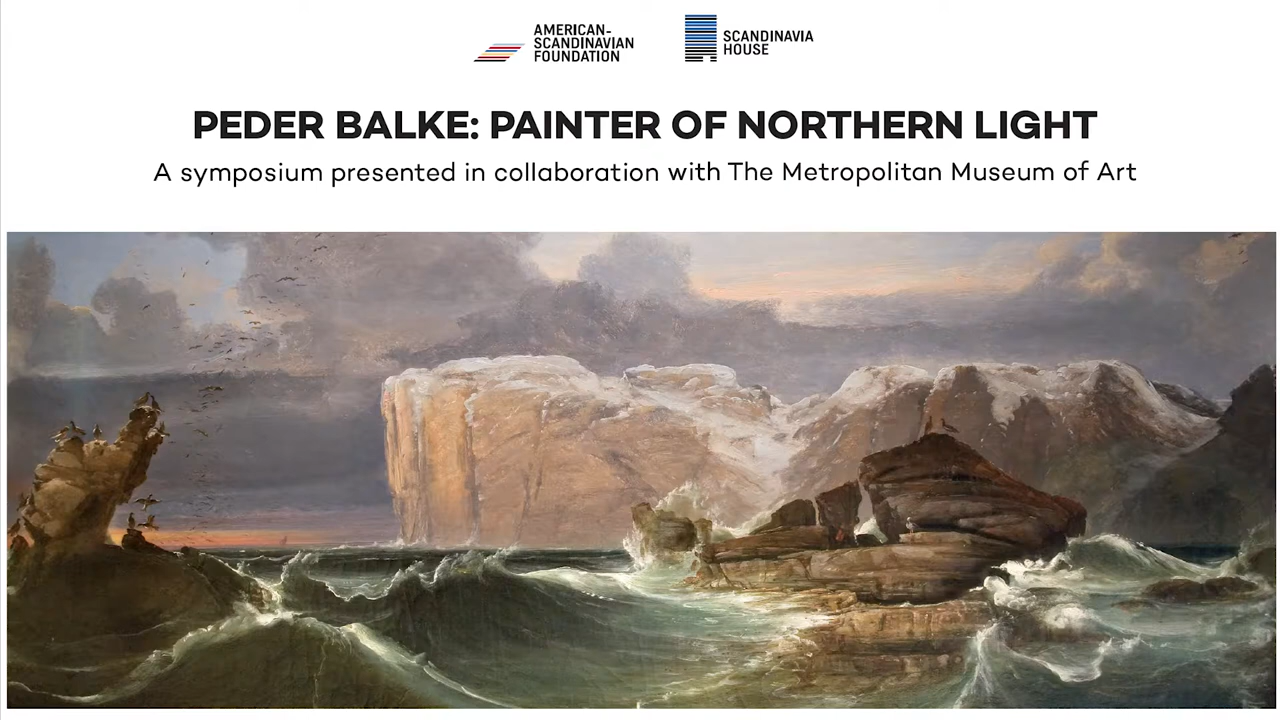 AMERICAN-
SCANDINAVIAN
FOUNDATION
SCANDINAVIA
HOUSE
PEDER BALKE: PAINTER OF NORTHERN LIGHT
A symposium presented in collaboration with The Metropolitan Museum of Art